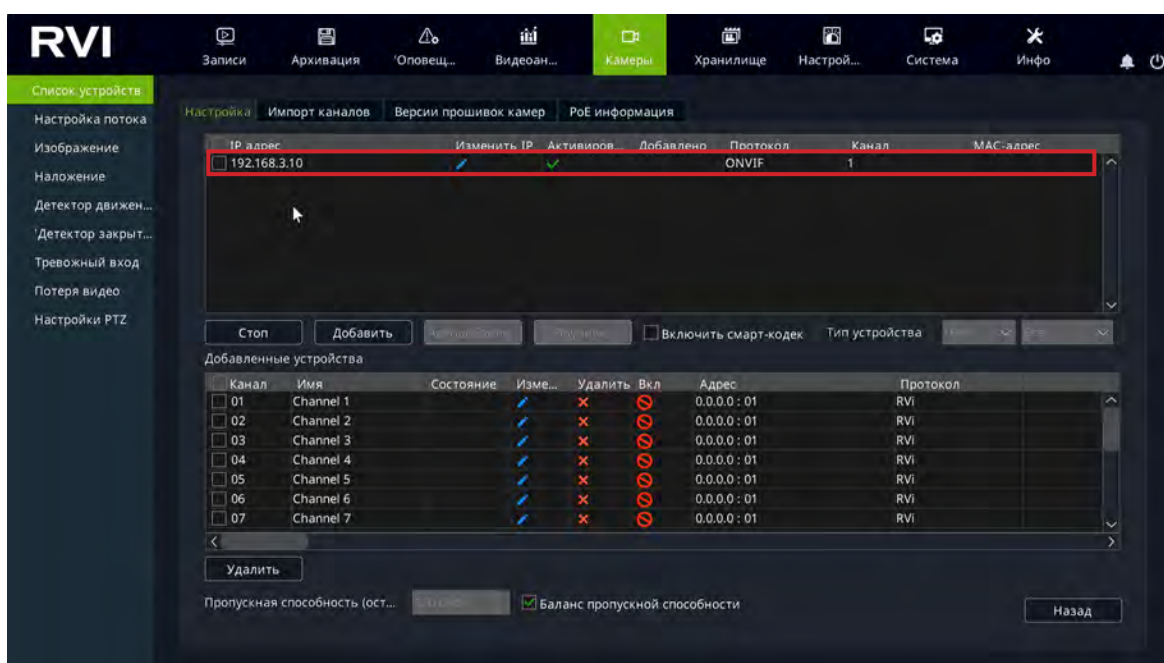 RVI
Записи Архивация 'Оповещ... Видеоан... Камеры Хранилище Настрой... Система Инфо
Список устройств
Настройка потока
Изображение
Наложение
Детектор движен...
'Детектор закрыт...
Тревожный вход
Потеря видео
Настройки PTZ
Настройка Импорт каналов Версии прошивок камер PoE информация
IP адрес Изменить IP Активиров... Добавлено Протокол Канал MAC-адрес
192.168.3.10 ONVIF 1
Стоп Добавить Включить смарт-кодек Тип устройства
Добавленные устройства
Канал Имя Состояние Изме... Удалить Вкл Адрес Протокол
01 Channel 1 0.0.0.0 : 01 RVi
02 Channel 2 0.0.0.0 : 01 RVi
03 Channel 3 0.0.0.0 : 01 RVi
04 Channel 4 0.0.0.0 : 01 RVi
05 Channel 5 0.0.0.0 : 01 RVi
06 Channel 6 0.0.0.0 : 01 RVi
07 Channel 7 0.0.0.0 : 01 RVi
Удалить
Пропускная способность (ост... Баланс пропускной способности
Назад